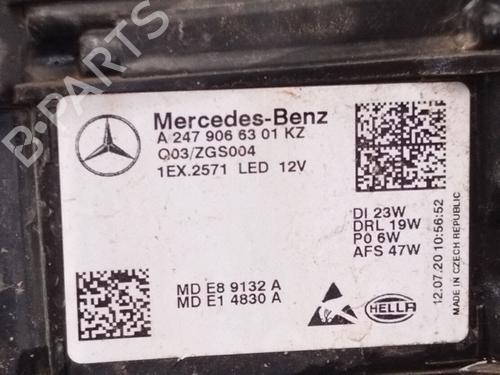 Mercedes-Benz
A 247 906 63 01 KZ
Q03/ZGS004
1EX.2571 LED 12V
DI 23W
DRL 19W
PO 6W
AFS 47W
12.07.20 10:56:52
MADE IN CZECH REPUBLIC
MD E8 9132 A
MD E1 4830 A
HELLA
B-PARTS